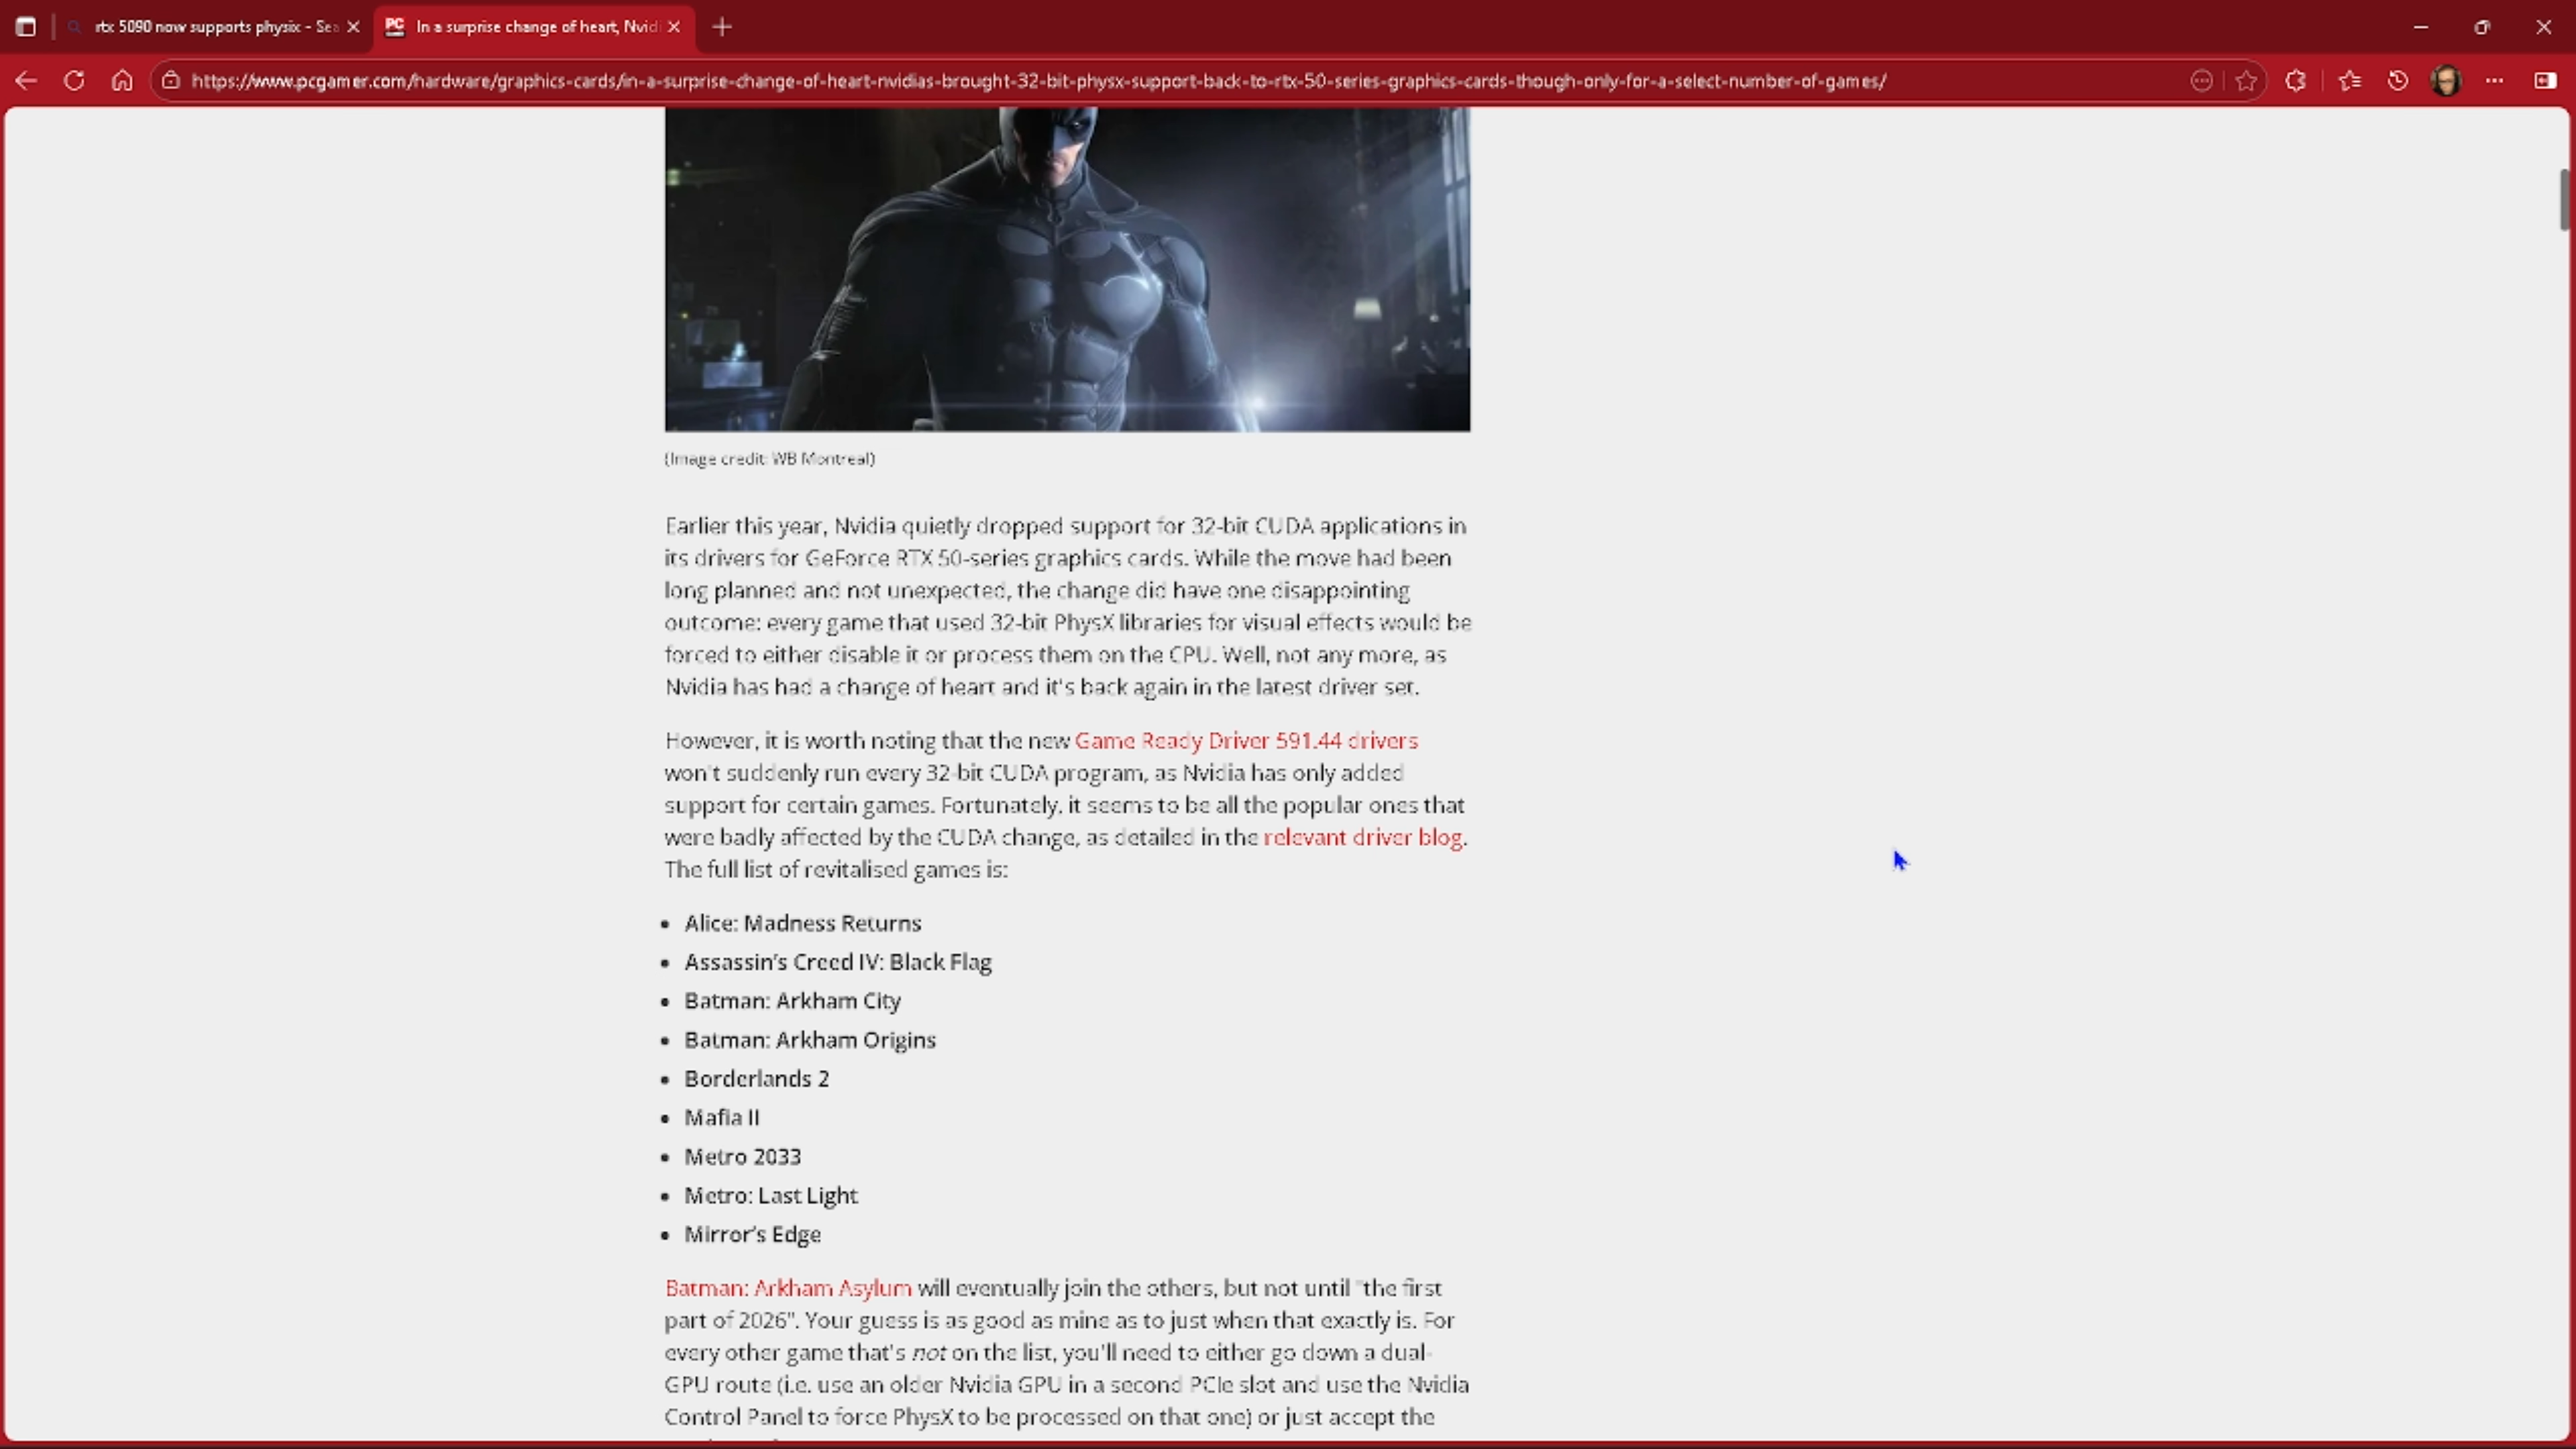 rtx 5090 now supports physix - Sea
In a surprise change of heart, Nvid
https://www.pcgamer.com/hardware/graphics-cards/in-a-surprise-change-of-heart-nvidias-brought-32-bit-physx-support-back-to-rtx-50-series-graphics-cards-though-only-for-a-select-number-of-games/
(Image credit: WB Montreal)
Earlier this year, Nvidia quietly dropped support for 32-bit CUDA applications in
its drivers for GeForce RTX 50-series graphics cards. While the move had been
long planned and not unexpected, the change did have one disappointing
outcome: every game that used 32-bit PhysX libraries for visual effects would be
forced to either disable it or process them on the CPU. Well, not any more, as
Nvidia has had a change of heart and it's back again in the latest driver set.
However, it is worth noting that the new Game Ready Driver 591.44 drivers
won't suddenly run every 32-bit CUDA program, as Nvidia has only added
support for certain games. Fortunately, it seems to be all the popular ones that
were badly affected by the CUDA change, as detailed in the relevant driver blog.
The full list of revitalised games is:
• Alice: Madness Returns
• Assassin's Creed IV: Black Flag
• Batman: Arkham City
• Batman: Arkham Origins
• Borderlands 2
• Mafia II
• Metro 2033
• Metro: Last Light
• Mirror's Edge
Batman: Arkham Asylum will eventually join the others, but not until "the first
part of 2026". Your guess is as good as mine as to just when that exactly is. For
every other game that's not on the list, you'll need to either go down a dual-
GPU route (i.e. use an older Nvidia GPU in a second PCIe slot and use the Nvidia
Control Panel to force PhysX to be processed on that one) or just accept the